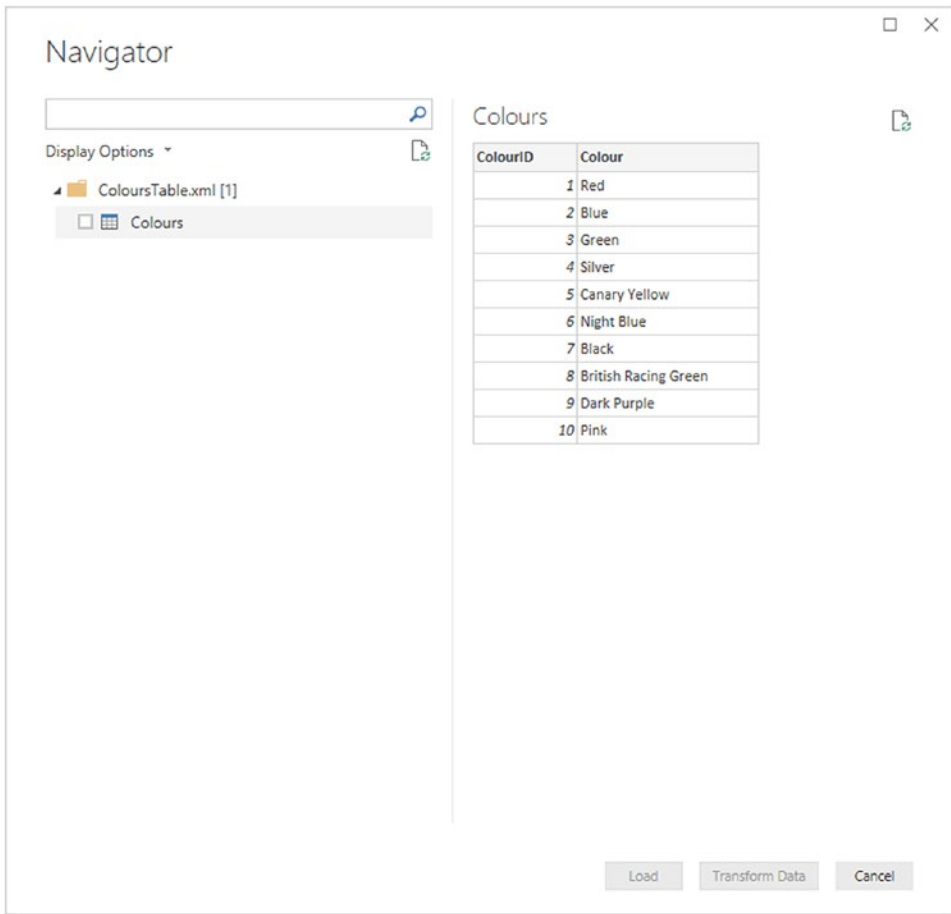 Navigator
Display Options
ColoursTable.xml [1]
Colours
Colours
ColourID Colour
1 Red
2 Blue
3 Green
4 Silver
5 Canary Yellow
6 Night Blue
7 Black
8 British Racing Green
9 Dark Purple
10 Pink
Load Transform Data Cancel